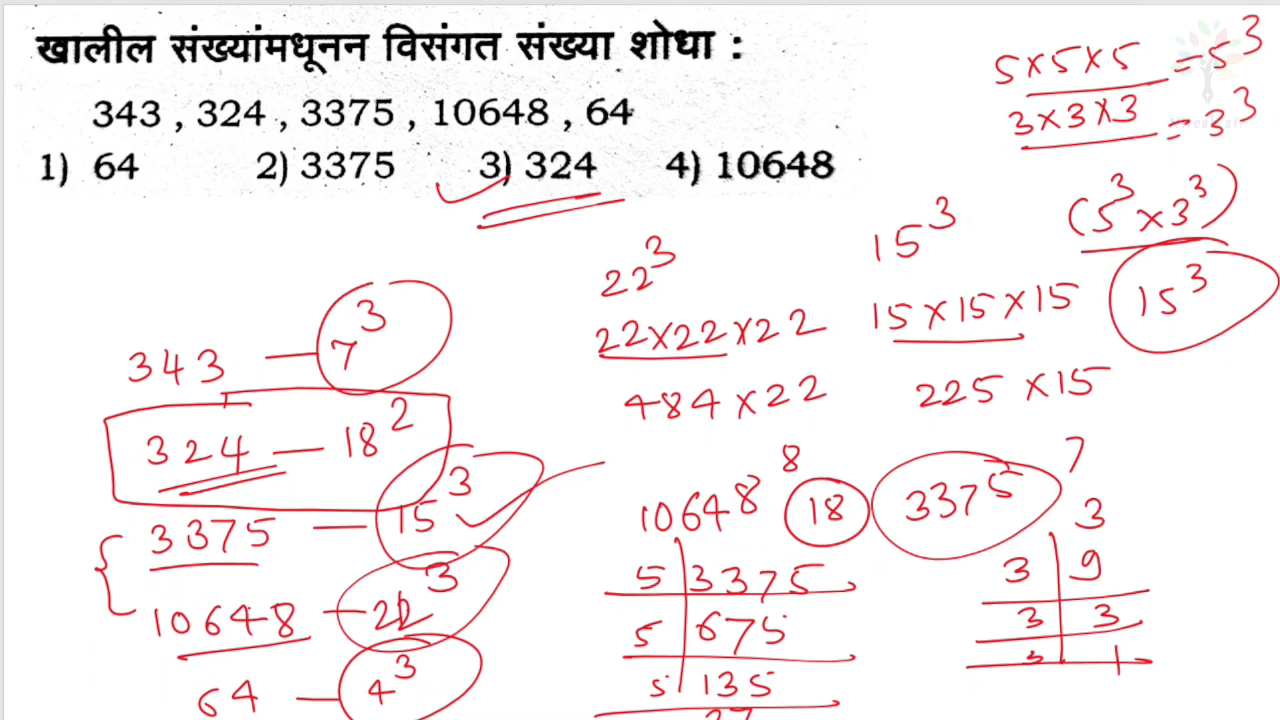 खालील संख्यांमधूनन विसंगत संख्या शोधा :
343 , 324 , 3375 , 10648 , 64
1) 64 2) 3375 3) 324 4) 10648
5×5×5 = 5³
3×3×3 = 3³
(5³×3³)
15³
22³
22×22×22
484×22
15³
15×15×15
225×15
343 — 7³
324 — 18²
3375 — 15³
10648 — 22³
64 — 4³
10648
8
18
3375
7
3
5 3375
5 675
5 135
27
3 9
3 3
3 1